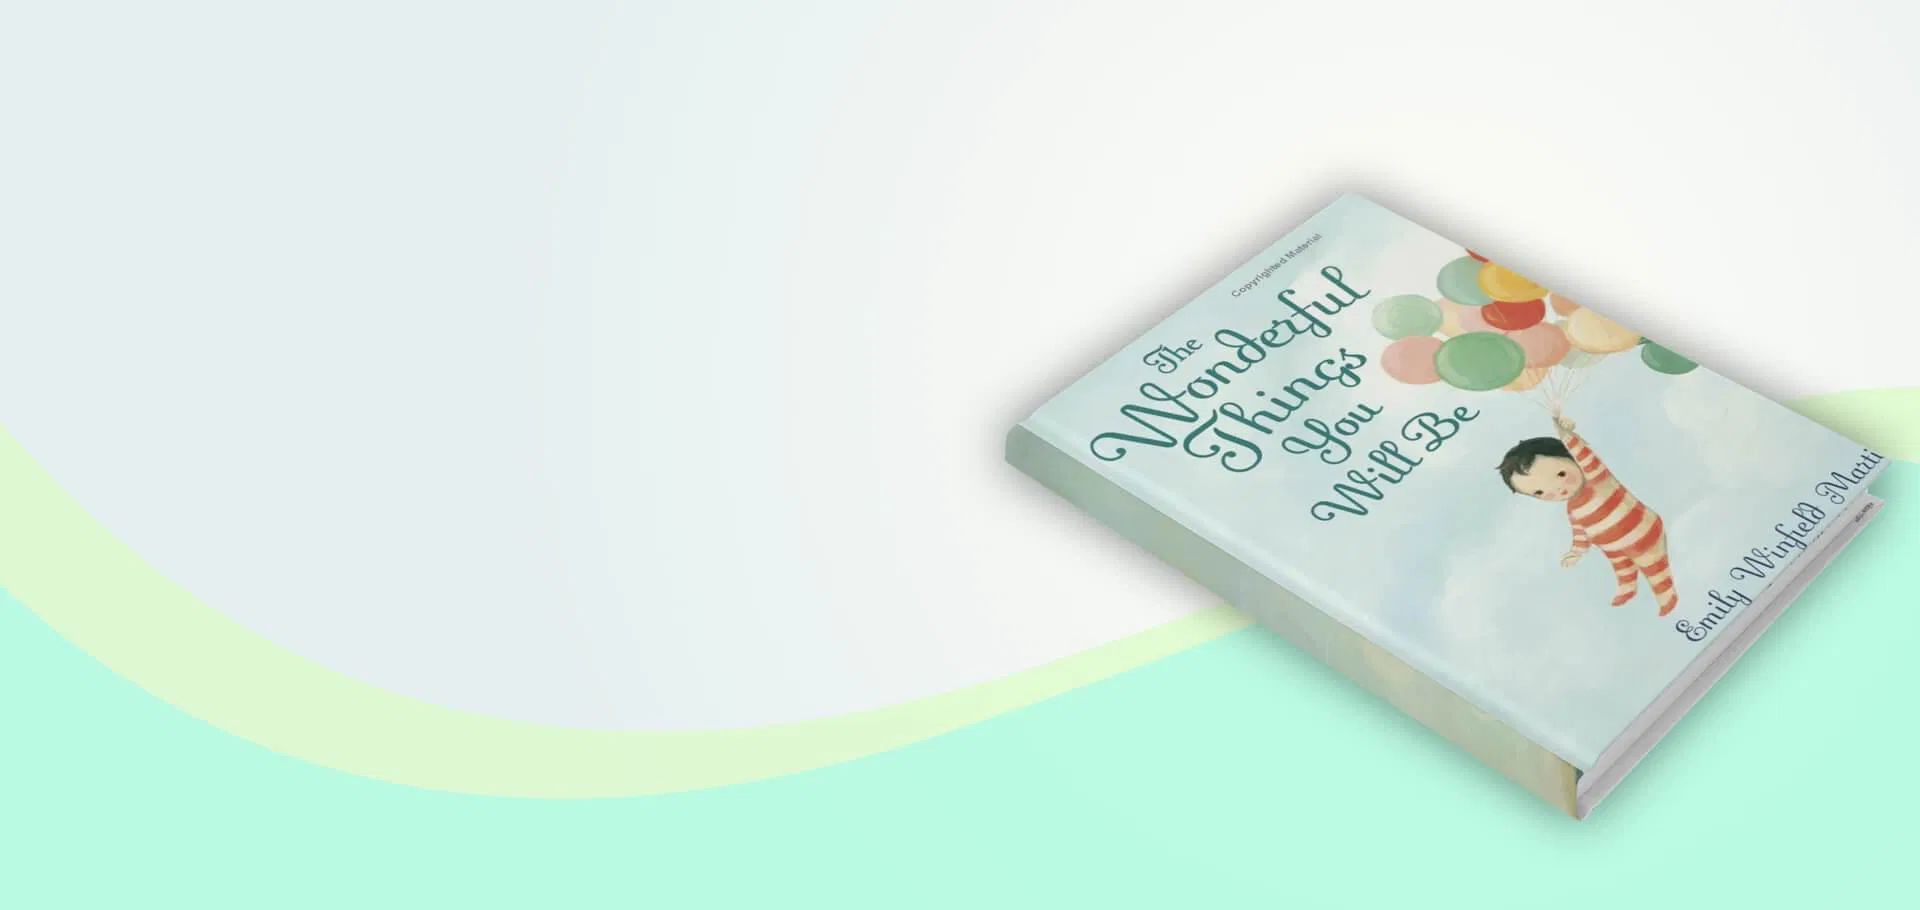 Copyrighted Material
The
Wonderful
Things
You
Will Be
Emily Winfield Marti